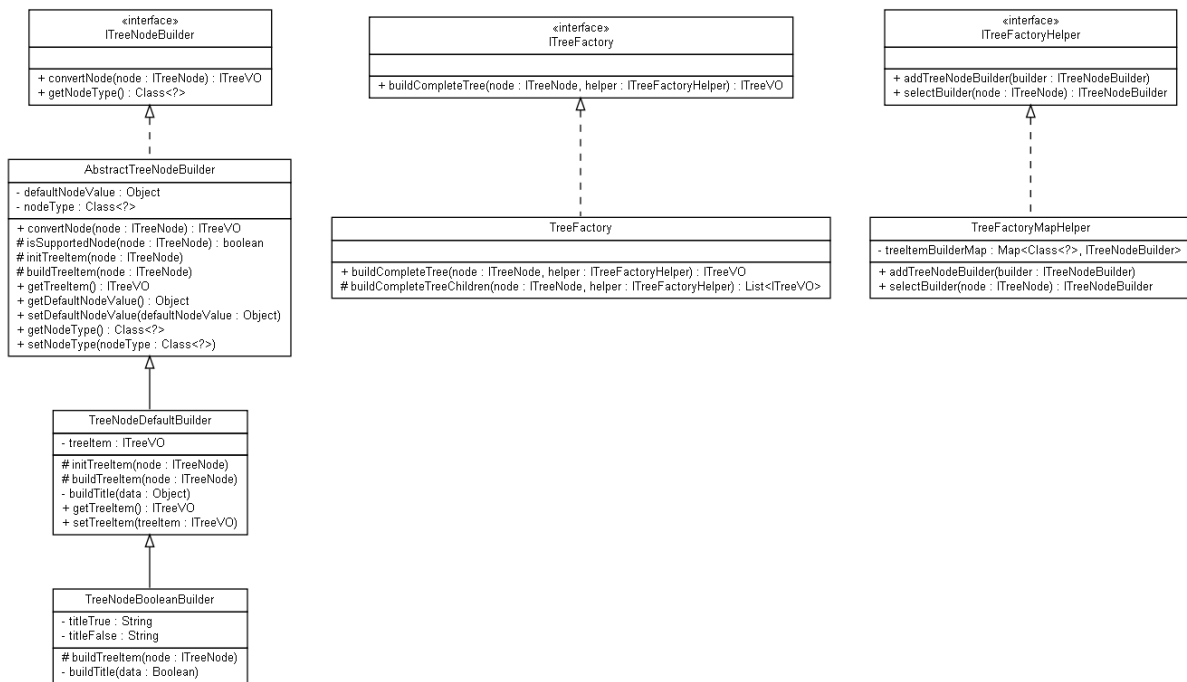 «interface»
ITreeNodeBuilder
+ convertNode(node : ITreeNode) : ITreeVO
+ getNodeType() : Class<?>
AbstractTreeNodeBuilder
- defaultNodeValue : Object
- nodeType : Class<?>
+ convertNode(node : ITreeNode) : ITreeVO
# isSupportedNode(node : ITreeNode) : boolean
# initTreeItem(node : ITreeNode)
# buildTreeItem(node : ITreeNode)
+ getTreeItem() : ITreeVO
+ getDefaultNodeValue() : Object
+ setDefaultNodeValue(defaultNodeValue : Object)
+ getNodeType() : Class<?>
+ setNodeType(nodeType : Class<?>)
TreeNodeDefaultBuilder
- treeItem : ITreeVO
# initTreeItem(node : ITreeNode)
# buildTreeItem(node : ITreeNode)
- buildTitle(data : Object)
+ getTreeItem() : ITreeVO
+ setTreeItem(treeItem : ITreeVO)
TreeNodeBooleanBuilder
- titleTrue : String
- titleFalse : String
# buildTreeItem(node : ITreeNode)
- buildTitle(data : Boolean)
«interface»
ITreeFactory
+ buildCompleteTree(node : ITreeNode, helper : ITreeFactoryHelper) : ITreeVO
TreeFactory
+ buildCompleteTree(node : ITreeNode, helper : ITreeFactoryHelper) : ITreeVO
# buildCompleteTreeChildren(node : ITreeNode, helper : ITreeFactoryHelper) : List<ITreeVO>
«interface»
ITreeFactoryHelper
+ addTreeNodeBuilder(builder : ITreeNodeBuilder)
+ selectBuilder(node : ITreeNode) : ITreeNodeBuilder
TreeFactoryMapHelper
- treeItemBuilderMap : Map<Class<?>, ITreeNodeBuilder>
+ addTreeNodeBuilder(builder : ITreeNodeBuilder)
+ selectBuilder(node : ITreeNode) : ITreeNodeBuilder